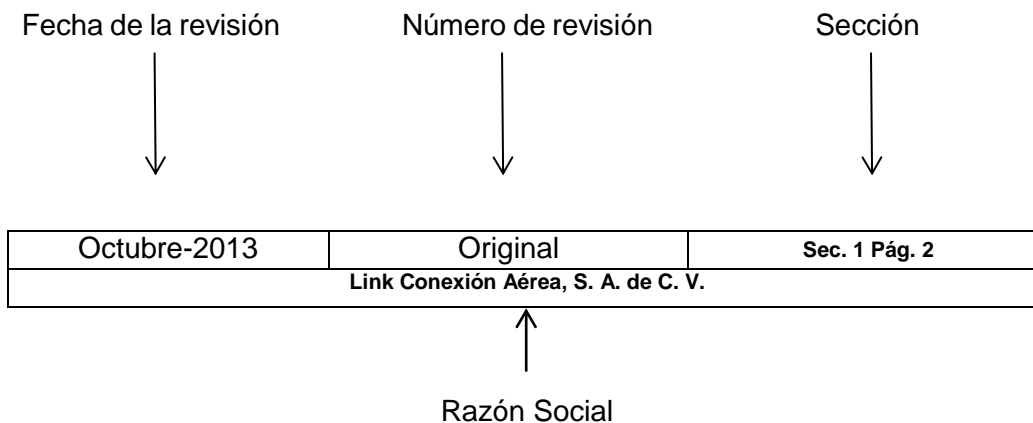 Fecha de la revisión Número de revisión Sección
Octubre-2013 Original Sec. 1 Pág. 2
Link Conexión Aérea, S. A. de C. V.
Razón Social